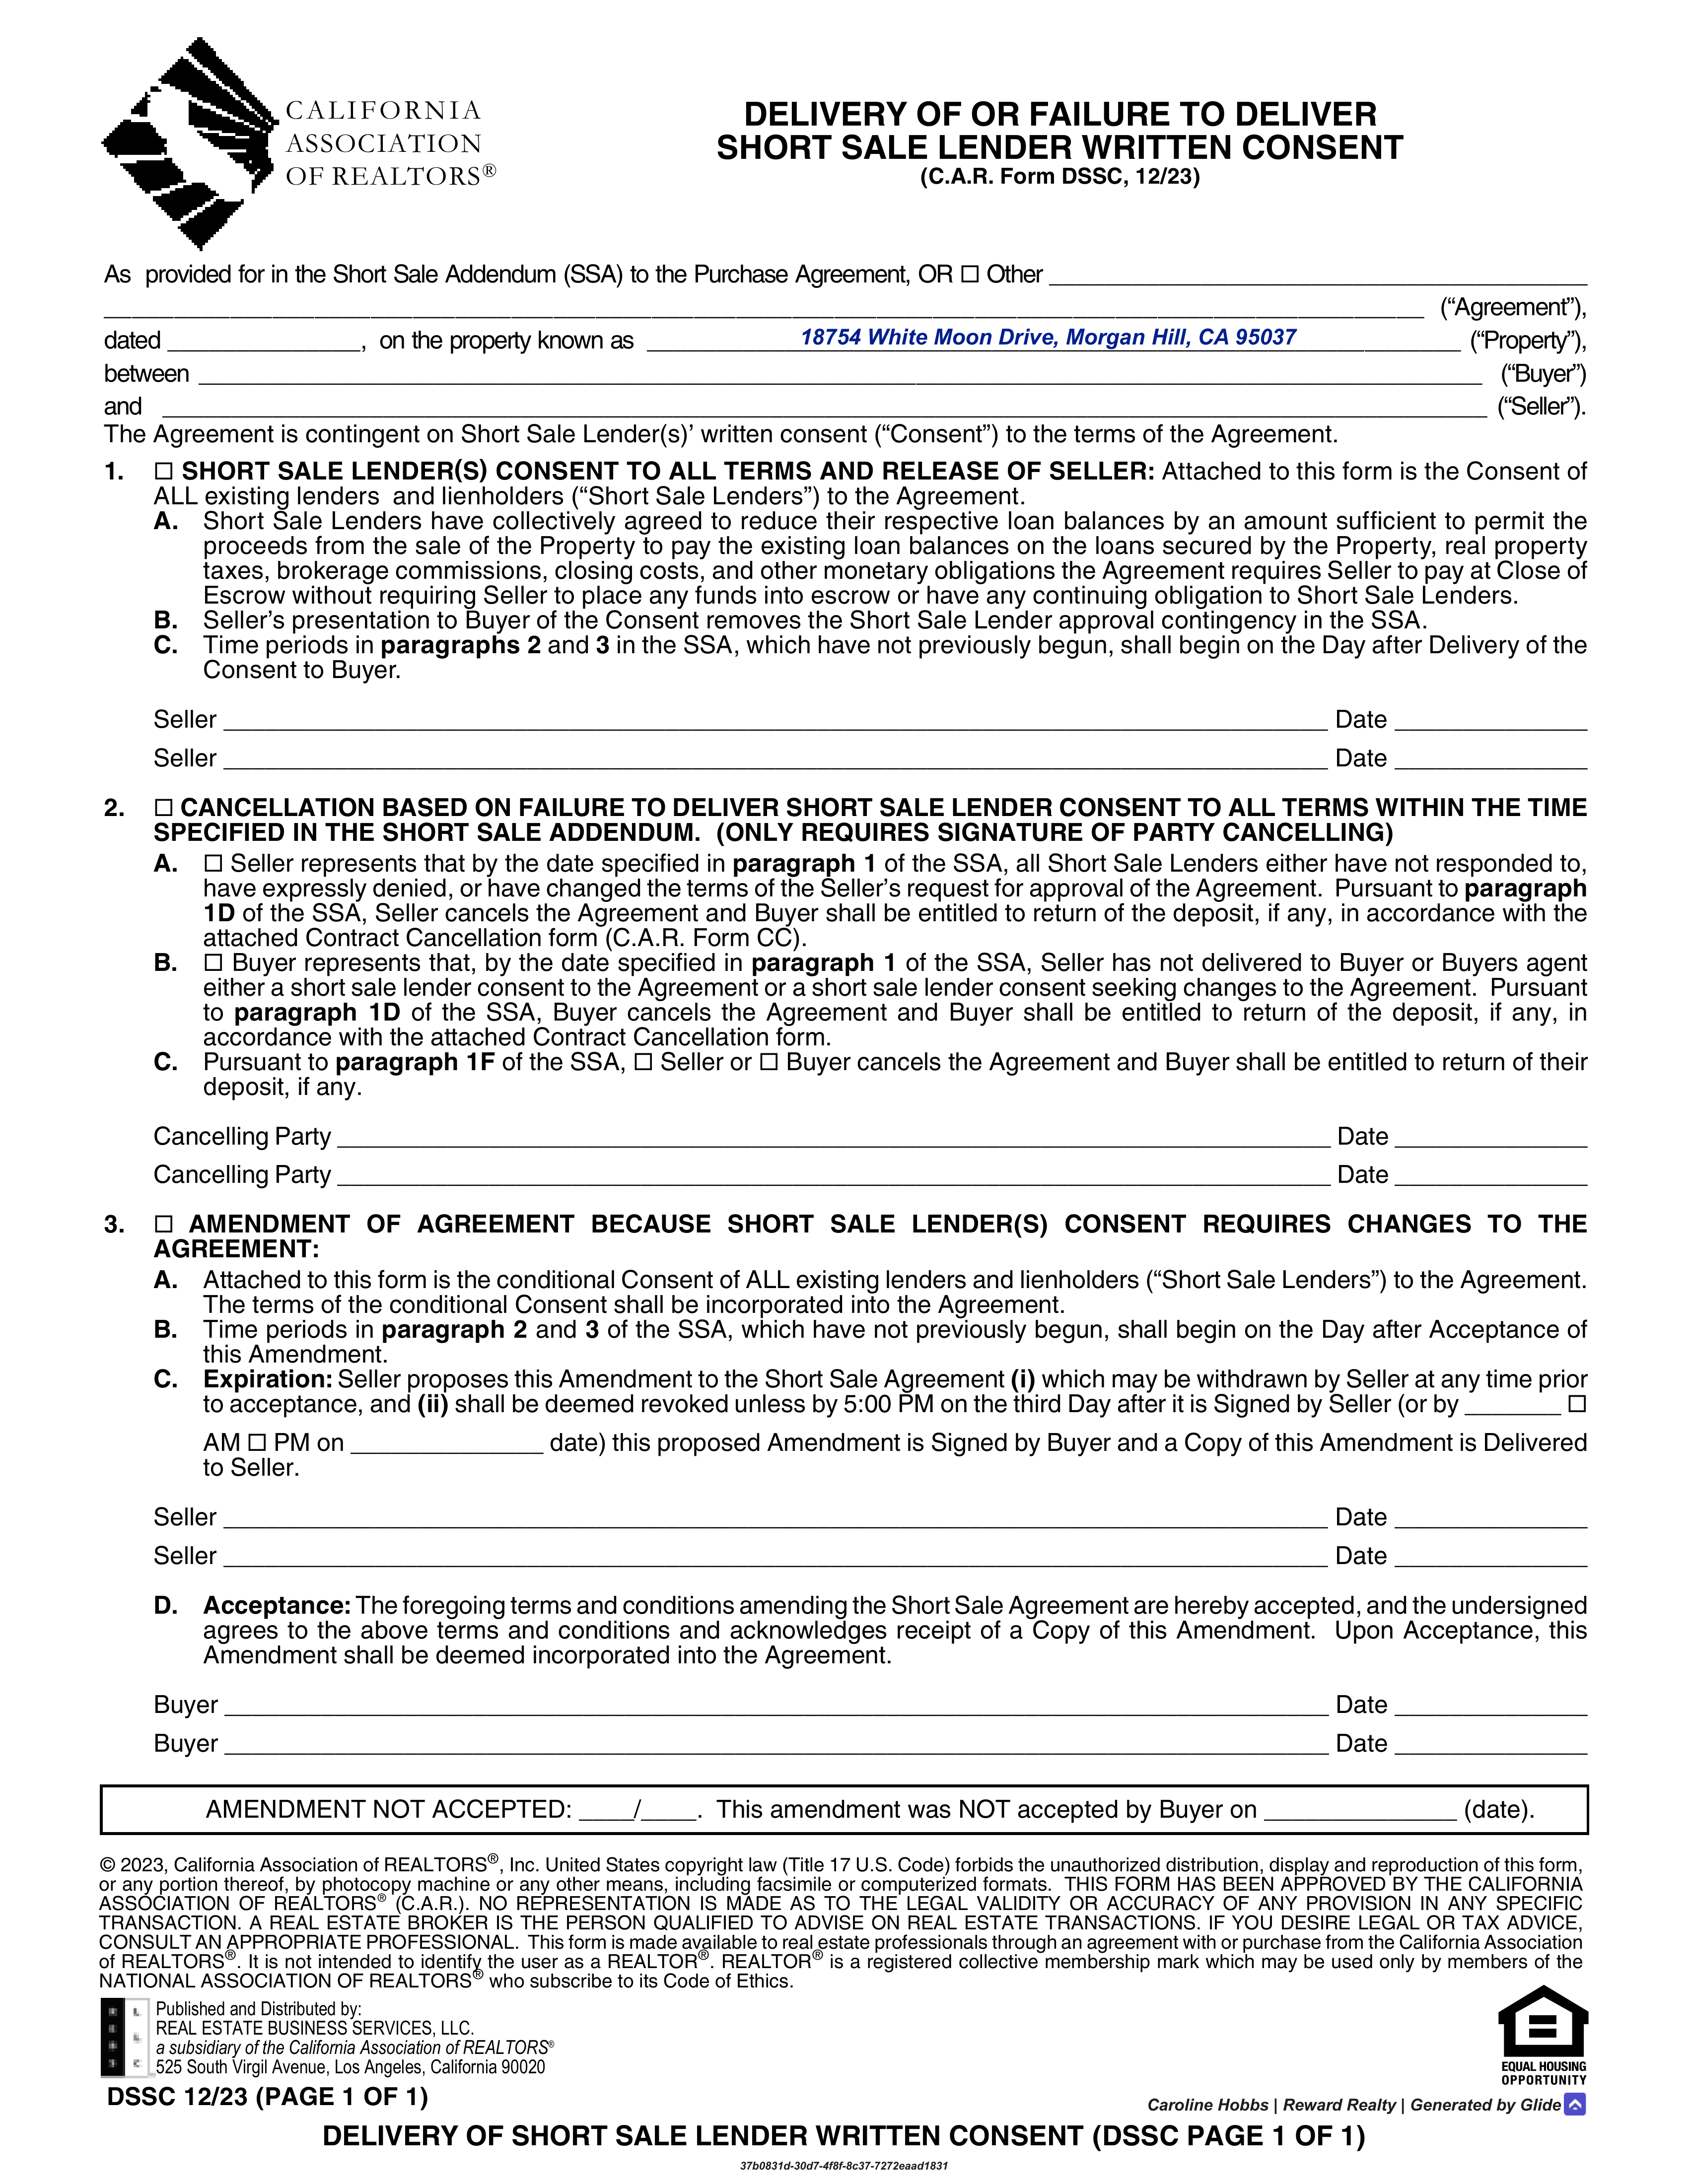 CALIFORNIA
ASSOCIATION
OF REALTORS®
DELIVERY OF OR FAILURE TO DELIVER
SHORT SALE LENDER WRITTEN CONSENT
(C.A.R. Form DSSC, 12/23)
As provided for in the Short Sale Addendum (SSA) to the Purchase Agreement, OR ☐ Other ____
____ (“Agreement”),
dated ____, on the property known as 18754 White Moon Drive, Morgan Hill, CA 95037 (“Property”),
between ____ (“Buyer”)
and ____ (“Seller”).
The Agreement is contingent on Short Sale Lender(s)’ written consent (“Consent”) to the terms of the Agreement.
1. ☐ SHORT SALE LENDER(S) CONSENT TO ALL TERMS AND RELEASE OF SELLER: Attached to this form is the Consent of
ALL existing lenders and lienholders (“Short Sale Lenders”) to the Agreement.
A. Short Sale Lenders have collectively agreed to reduce their respective loan balances by an amount sufficient to permit the
proceeds from the sale of the Property to pay the existing loan balances on the loans secured by the Property, real property
taxes, brokerage commissions, closing costs, and other monetary obligations the Agreement requires Seller to pay at Close of
Escrow without requiring Seller to place any funds into escrow or have any continuing obligation to Short Sale Lenders.
B. Seller’s presentation to Buyer of the Consent removes the Short Sale Lender approval contingency in the SSA.
C. Time periods in paragraphs 2 and 3 in the SSA, which have not previously begun, shall begin on the Day after Delivery of the
Consent to Buyer.
Seller ____ Date ____
Seller ____ Date ____
2. ☐ CANCELLATION BASED ON FAILURE TO DELIVER SHORT SALE LENDER CONSENT TO ALL TERMS WITHIN THE TIME
SPECIFIED IN THE SHORT SALE ADDENDUM. (ONLY REQUIRES SIGNATURE OF PARTY CANCELLING)
A. ☐ Seller represents that by the date specified in paragraph 1 of the SSA, all Short Sale Lenders either have not responded to,
have expressly denied, or have changed the terms of the Seller’s request for approval of the Agreement. Pursuant to paragraph
1D of the SSA, Seller cancels the Agreement and Buyer shall be entitled to return of the deposit, if any, in accordance with the
attached Contract Cancellation form (C.A.R. Form CC).
B. ☐ Buyer represents that, by the date specified in paragraph 1 of the SSA, Seller has not delivered to Buyer or Buyers agent
either a short sale lender consent to the Agreement or a short sale lender consent seeking changes to the Agreement. Pursuant
to paragraph 1D of the SSA, Buyer cancels the Agreement and Buyer shall be entitled to return of the deposit, if any, in
accordance with the attached Contract Cancellation form.
C. Pursuant to paragraph 1F of the SSA, ☐ Seller or ☐ Buyer cancels the Agreement and Buyer shall be entitled to return of their
deposit, if any.
Cancelling Party ____ Date ____
Cancelling Party ____ Date ____
3. ☐ AMENDMENT OF AGREEMENT BECAUSE SHORT SALE LENDER(S) CONSENT REQUIRES CHANGES TO THE
AGREEMENT:
A. Attached to this form is the conditional Consent of ALL existing lenders and lienholders (“Short Sale Lenders”) to the Agreement.
The terms of the conditional Consent shall be incorporated into the Agreement.
B. Time periods in paragraph 2 and 3 of the SSA, which have not previously begun, shall begin on the Day after Acceptance of
this Amendment.
C. Expiration: Seller proposes this Amendment to the Short Sale Agreement (i) which may be withdrawn by Seller at any time prior
to acceptance, and (ii) shall be deemed revoked unless by 5:00 PM on the third Day after it is Signed by Seller (or by ____ ☐
AM ☐ PM on ____ date) this proposed Amendment is Signed by Buyer and a Copy of this Amendment is Delivered
to Seller.
Seller ____ Date ____
Seller ____ Date ____
D. Acceptance: The foregoing terms and conditions amending the Short Sale Agreement are hereby accepted, and the undersigned
agrees to the above terms and conditions and acknowledges receipt of a Copy of this Amendment. Upon Acceptance, this
Amendment shall be deemed incorporated into the Agreement.
Buyer ____ Date ____
Buyer ____ Date ____
AMENDMENT NOT ACCEPTED: ____/____. This amendment was NOT accepted by Buyer on ____ (date).
© 2023, California Association of REALTORS®, Inc. United States copyright law (Title 17 U.S. Code) forbids the unauthorized distribution, display and reproduction of this form,
or any portion thereof, by photocopy machine or any other means, including facsimile or computerized formats. THIS FORM HAS BEEN APPROVED BY THE CALIFORNIA
ASSOCIATION OF REALTORS® (C.A.R.). NO REPRESENTATION IS MADE AS TO THE LEGAL VALIDITY OR ACCURACY OF ANY PROVISION IN ANY SPECIFIC
TRANSACTION. A REAL ESTATE BROKER IS THE PERSON QUALIFIED TO ADVISE ON REAL ESTATE TRANSACTIONS. IF YOU DESIRE LEGAL OR TAX ADVICE,
CONSULT AN APPROPRIATE PROFESSIONAL. This form is made available to real estate professionals through an agreement with or purchase from the California Association
of REALTORS®. It is not intended to identify the user as a REALTOR®. REALTOR® is a registered collective membership mark which may be used only by members of the
NATIONAL ASSOCIATION OF REALTORS® who subscribe to its Code of Ethics.
Published and Distributed by:
REAL ESTATE BUSINESS SERVICES, LLC.
a subsidiary of the California Association of REALTORS®
525 South Virgil Avenue, Los Angeles, California 90020
EQUAL HOUSING
OPPORTUNITY
DSSC 12/23 (PAGE 1 OF 1)
Caroline Hobbs | Reward Realty | Generated by Glide
DELIVERY OF SHORT SALE LENDER WRITTEN CONSENT (DSSC PAGE 1 OF 1)
37b0831d-30d7-4f8f-8c37-7272eaad1831